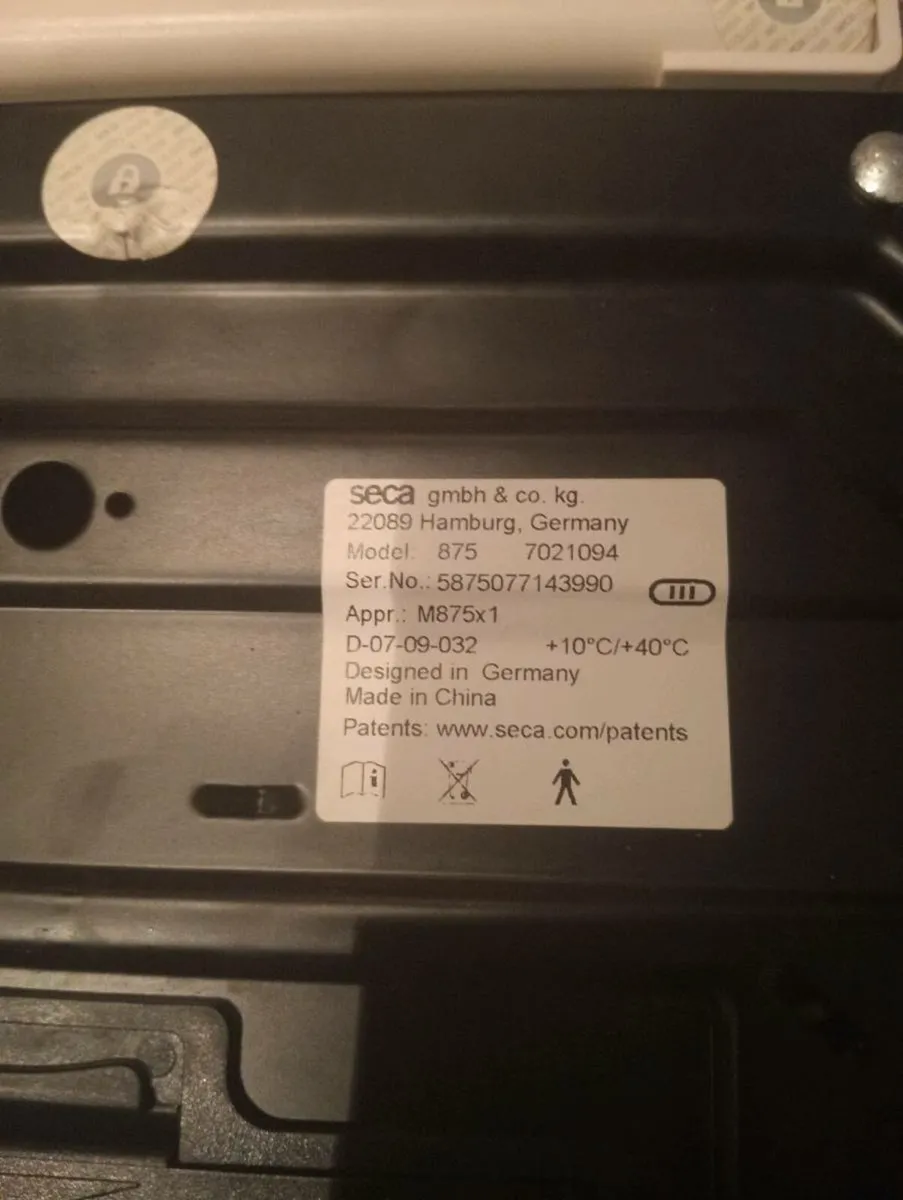 seca gmbh & co. kg.
22089 Hamburg, Germany
Model: 875 7021094
Ser.No.: 5875077143990
III
Appr.: M875x1
D-07-09-032 +10°C/+40°C
Designed in Germany
Made in China
Patents: www.seca.com/patents